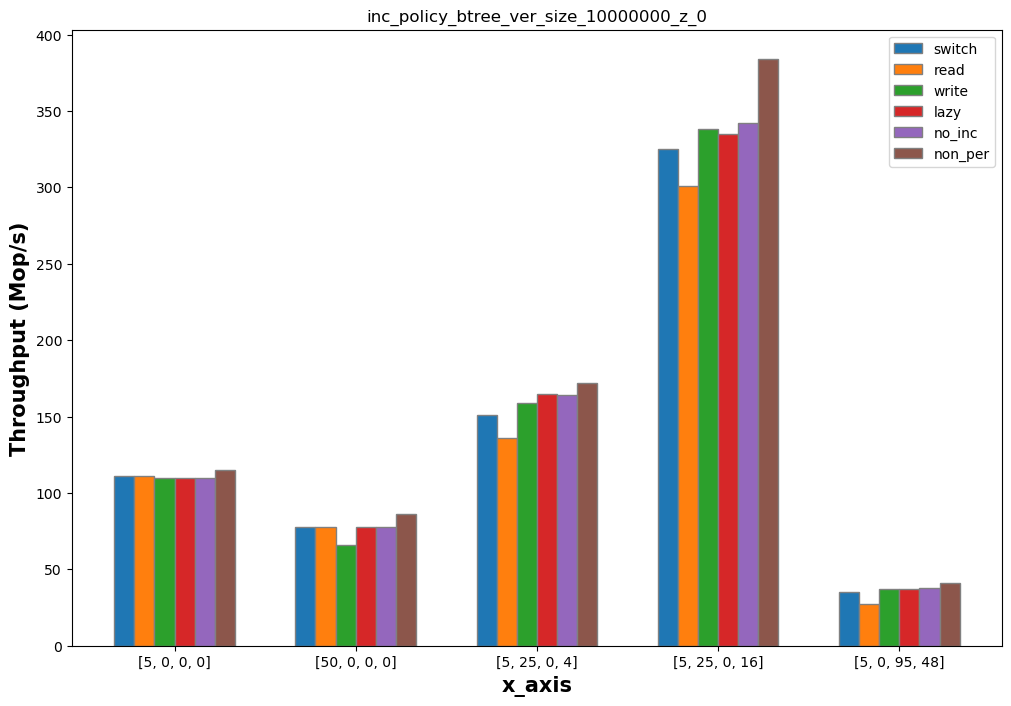 inc_policy_btree_ver_size_10000000_z_0
400
350
300
250
200
150
100
50
0
Throughput (Mop/s)
switch
read
write
lazy
no_inc
non_per
[5, 0, 0, 0]
[50, 0, 0, 0]
[5, 25, 0, 4]
[5, 25, 0, 16]
[5, 0, 95, 48]
x_axis